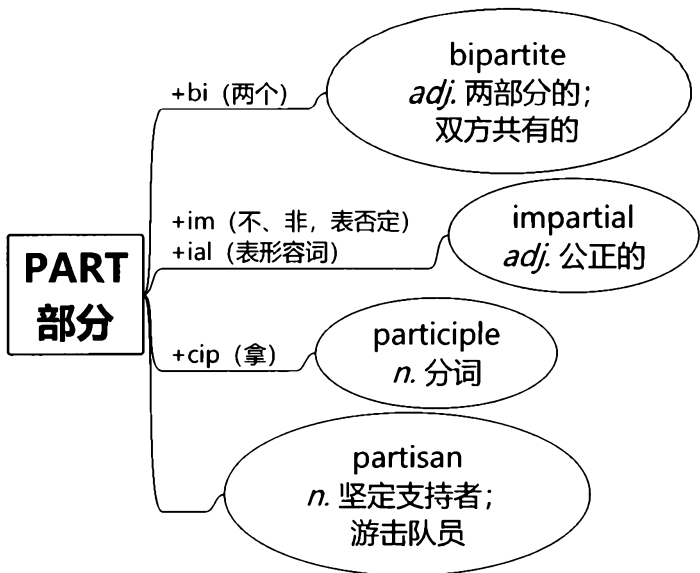 PART
部分
+bi（两个）
bipartite
adj. 两部分的；
双方共有的
+im（不、非，表否定）
+ial（表形容词）
impartial
adj. 公正的
+cip（拿）
participle
n. 分词
partisan
n. 坚定支持者；
游击队员